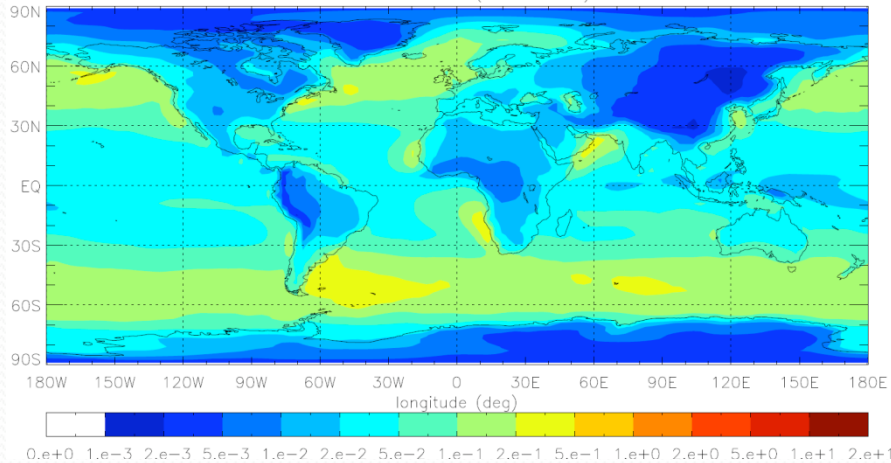 90N
60N
30N
EQ
30S
60S
90S
180W 150W 120W 90W 60W 30W 0 30E 60E 90E 120E 150E 180E
longitude (deg)
0.e+0 1.e-3 2.e-3 5.e-3 1.e-2 2.e-2 5.e-2 1.e-1 2.e-1 5.e-1 1.e+0 2.e+0 5.e+0 1.e+1 2.e+